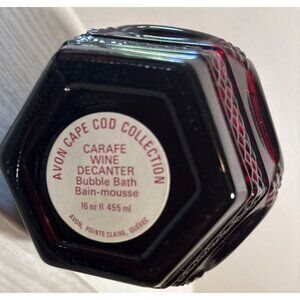 AVON CAPE COD COLLECTION
CARAFE
WINE
DECANTER
Bubble Bath
Bain-mousse
16 oz fl 455 ml
AVON, POINTE CLAIRE, QUÉBEC